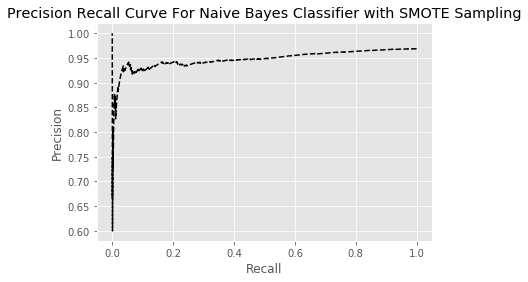 Precision Recall Curve For Naive Bayes Classifier with SMOTE Sampling
1.00
0.95
0.90
0.85
0.80
0.75
0.70
0.65
0.60
Precision
0.0 0.2 0.4 0.6 0.8 1.0
Recall